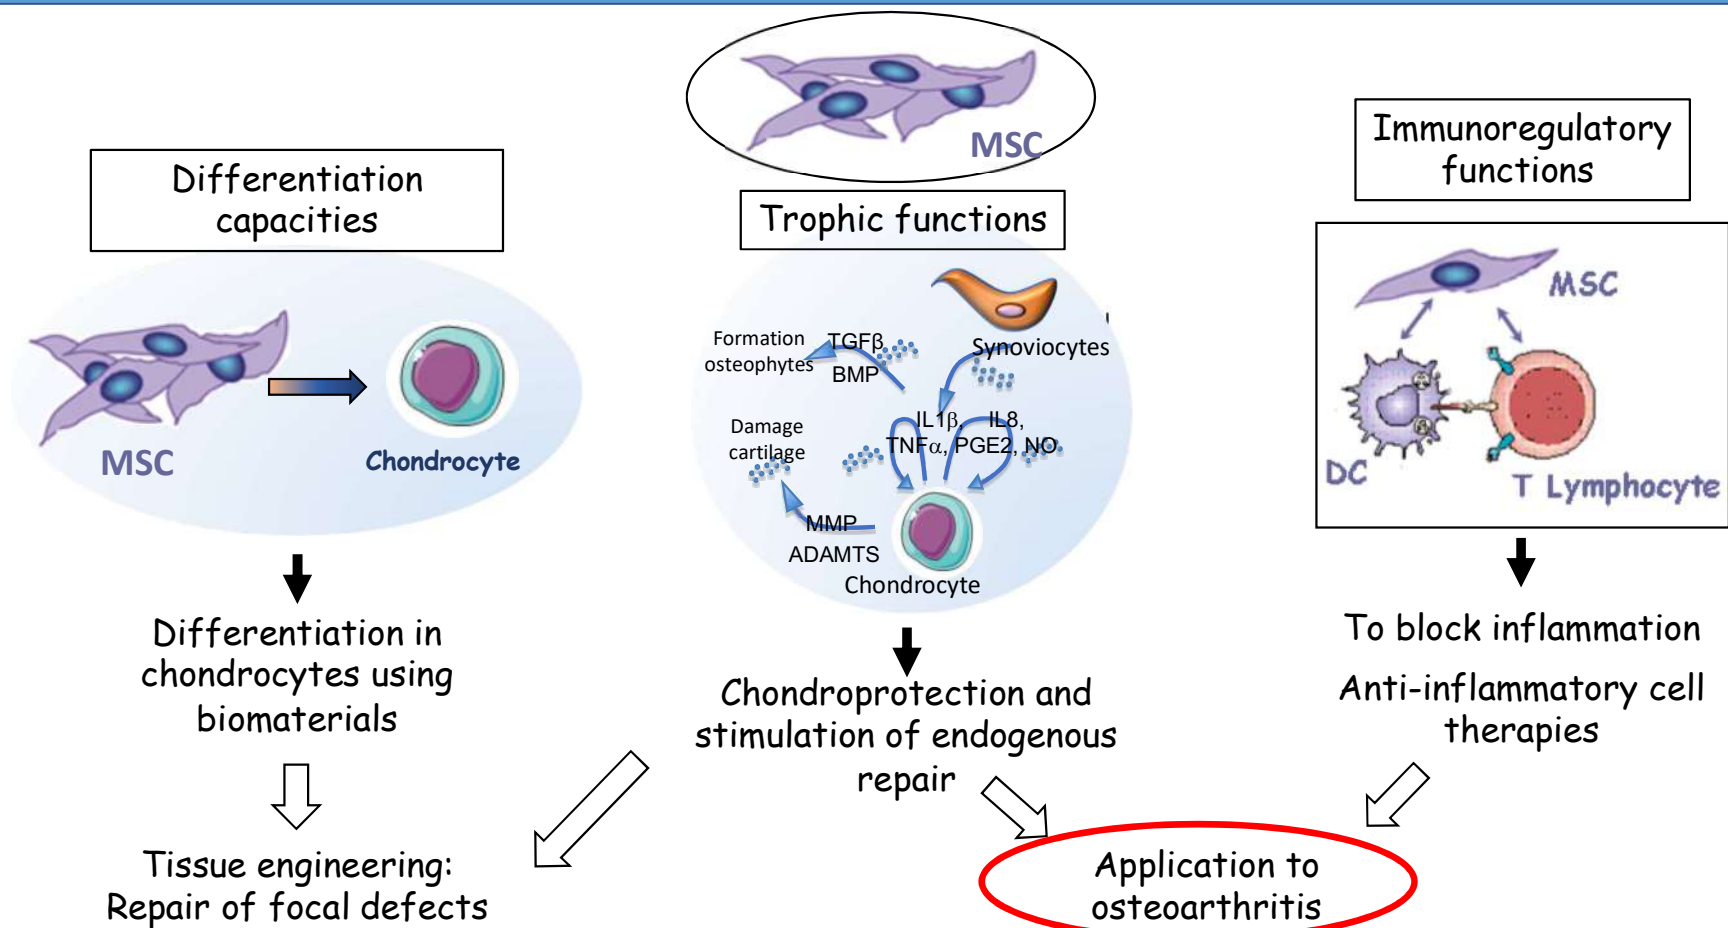 MSC
Differentiation
capacities
MSC
Chondrocyte
Differentiation in
chondrocytes using
biomaterials
Tissue engineering:
Repair of focal defects
Trophic functions
Formation
osteophytes
TGFβ
BMP
Synoviocytes
Damage
cartilage
IL1β, IL8,
TNFα, PGE2, NO
MMP
ADAMTS
Chondrocyte
Chondroprotection and
stimulation of endogenous
repair
Immunoregulatory
functions
MSC
DC
T Lymphocyte
To block inflammation
Anti-inflammatory cell
therapies
Application to
osteoarthritis